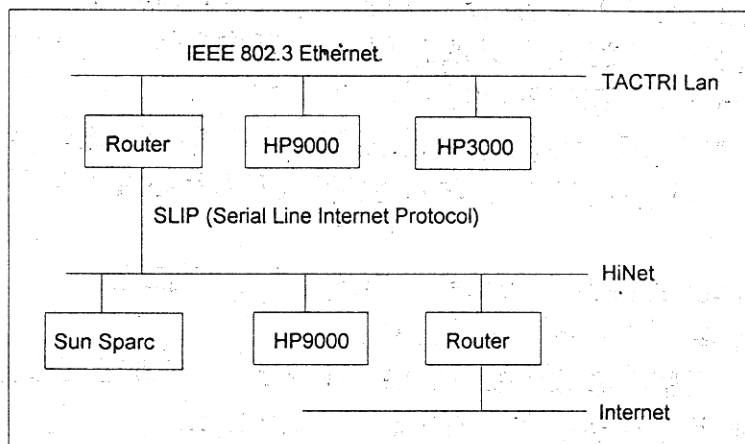 IEEE 802.3 Ethernet
TACTRI Lan
Router
HP9000
HP3000
SLIP (Serial Line Internet Protocol)
HiNet
Sun Sparc
HP9000
Router
Internet